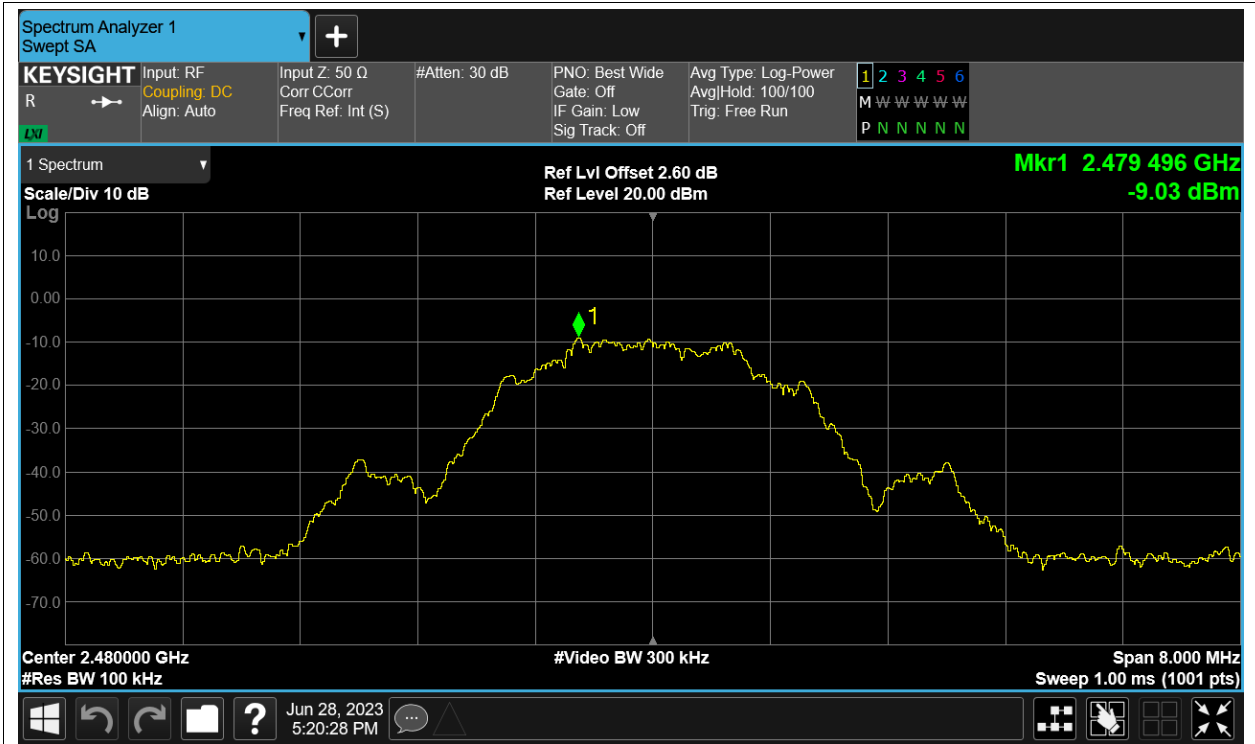 Spectrum Analyzer 1
Swept SA
+
KEYSIGHT
R
LXI
Input: RF
Coupling: DC
Align: Auto
Input Z: 50 Ω
Corr CCorr
Freq Ref: Int (S)
#Atten: 30 dB
PNO: Best Wide
Gate: Off
IF Gain: Low
Sig Track: Off
Avg Type: Log-Power
Avg|Hold: 100/100
Trig: Free Run
1 2 3 4 5 6
M W W W W W W
P N N N N N
1 Spectrum
Scale/Div 10 dB
Log
Ref Lvl Offset 2.60 dB
Ref Level 20.00 dBm
Mkr1 2.479 496 GHz
-9.03 dBm
10.0
0.00
-10.0
-20.0
-30.0
-40.0
-50.0
-60.0
-70.0
1
Center 2.480000 GHz
#Res BW 100 kHz
#Video BW 300 kHz
Span 8.000 MHz
Sweep 1.00 ms (1001 pts)
?
Jun 28, 2023
5:20:28 PM